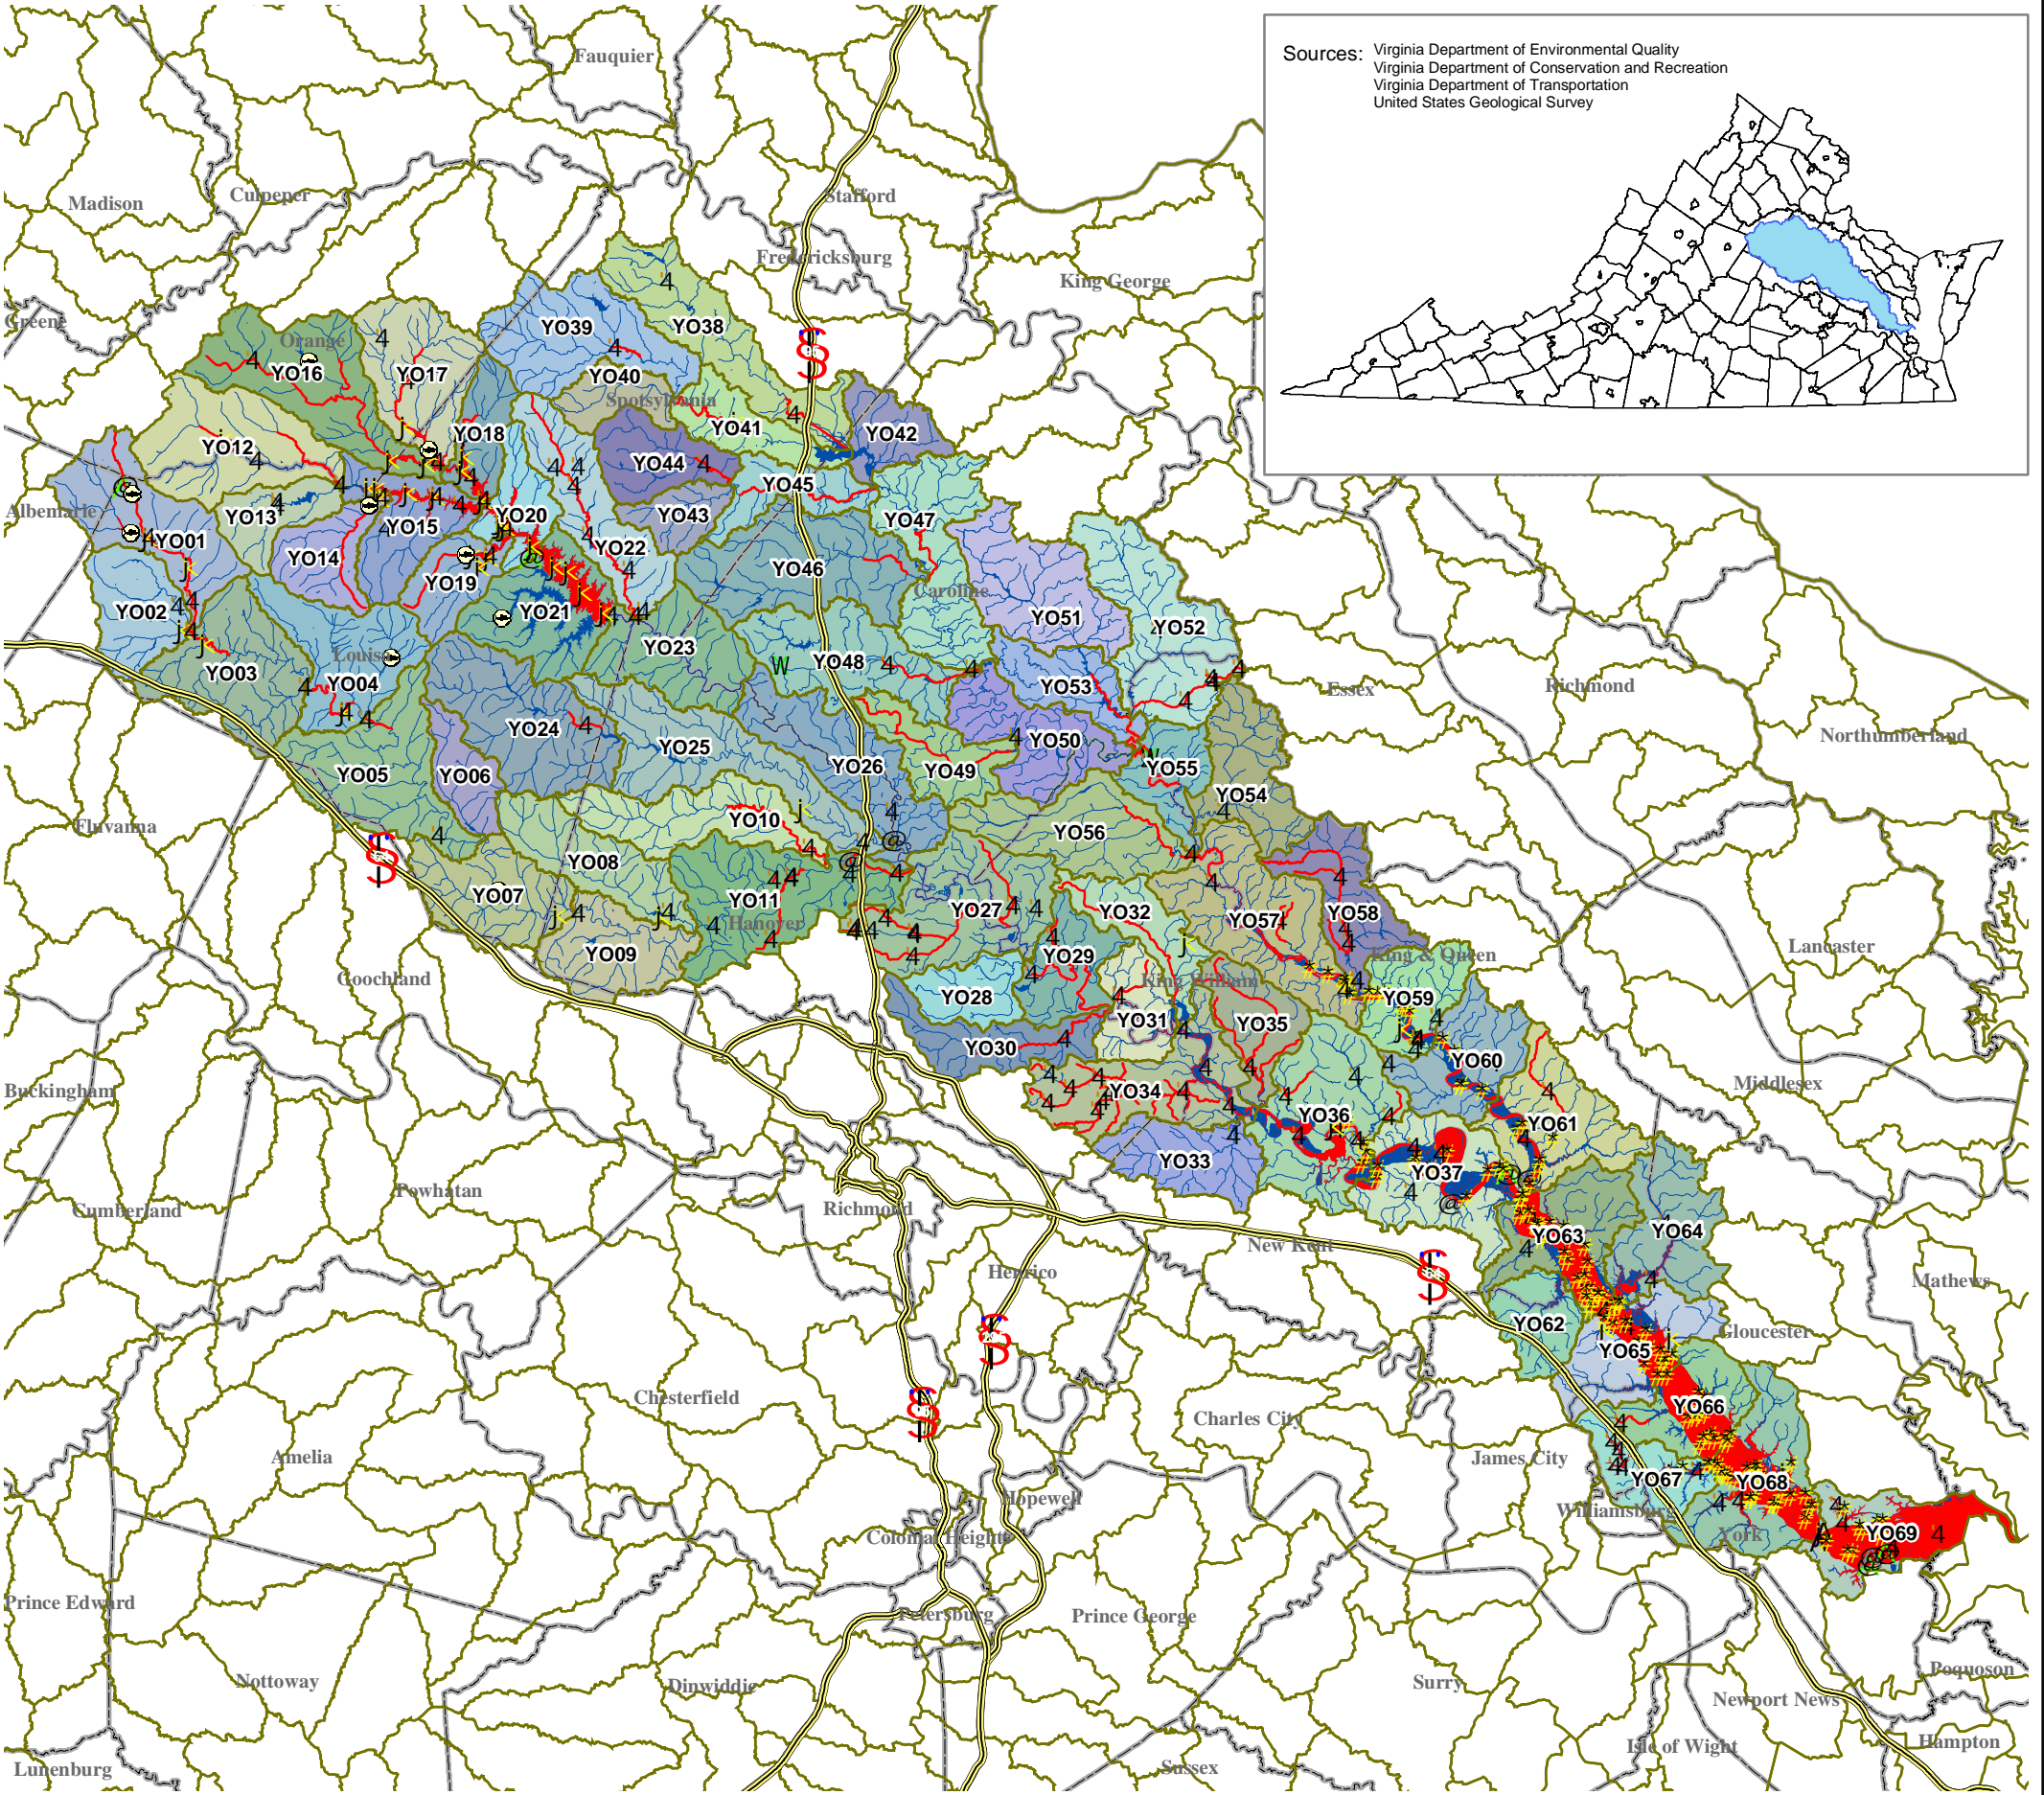 Sources: Virginia Department of Environmental Quality
Virginia Department of Conservation and Recreation
Virginia Department of Transportation
United States Geological Survey
Fauquier
Madison
Culpeper
Stafford
Fredericksburg
King George
Greene
Orange
Spotsylvania
Albemarle
Louisa
Caroline
Essex
Richmond
Northumberland
Fluvanna
Hanover
Goochland
King & Queen
King William
Lancaster
Buckingham
Middlesex
Cumberland
Powhatan
Richmond
Henrico
New Kent
Mathews
Gloucester
Chesterfield
Charles City
James City
Amelia
Hopewell
Colonial Heights
Williamsburg
York
Prince Edward
Petersburg
Prince George
Nottoway
Dinwiddie
Surry
Poquoson
Newport News
Isle of Wight
Hampton
Lunenburg
Sussex
YO39
YO38
YO16
YO17
YO40
YO12
YO18
YO41
YO42
YO44
YO45
YO13
YO15
YO20
YO43
YO47
YO01
YO14
YO22
YO19
YO46
YO02
YO21
YO51
YO52
YO23
YO48
YO03
YO04
YO53
YO24
YO25
YO50
YO05
YO06
YO26
YO49
YO55
YO54
YO10
YO56
YO08
YO07
YO11
YO27
YO32
YO57
YO58
YO09
YO29
YO28
YO59
YO31
YO35
YO30
YO60
YO34
YO36
YO61
YO33
YO37
YO63
YO64
YO62
YO65
YO66
YO67
YO68
YO69